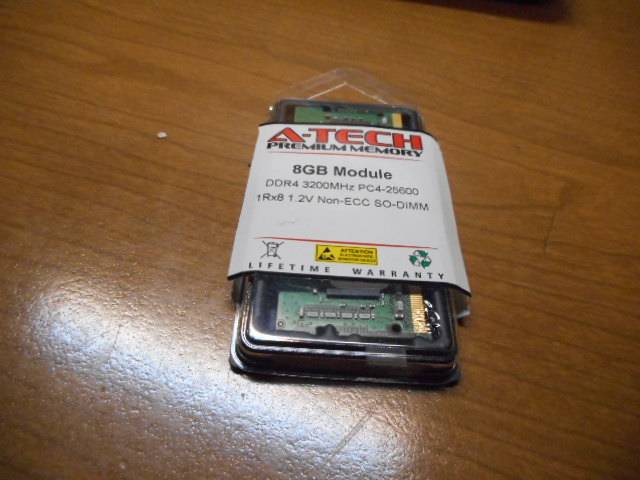 A-TECH
PREMIUM MEMORY
8GB Module
DDR4 3200MHz PC4-25600
1Rx8 1.2V Non-ECC SO-DIMM
ATTENTION
LIFETIME WARRANTY